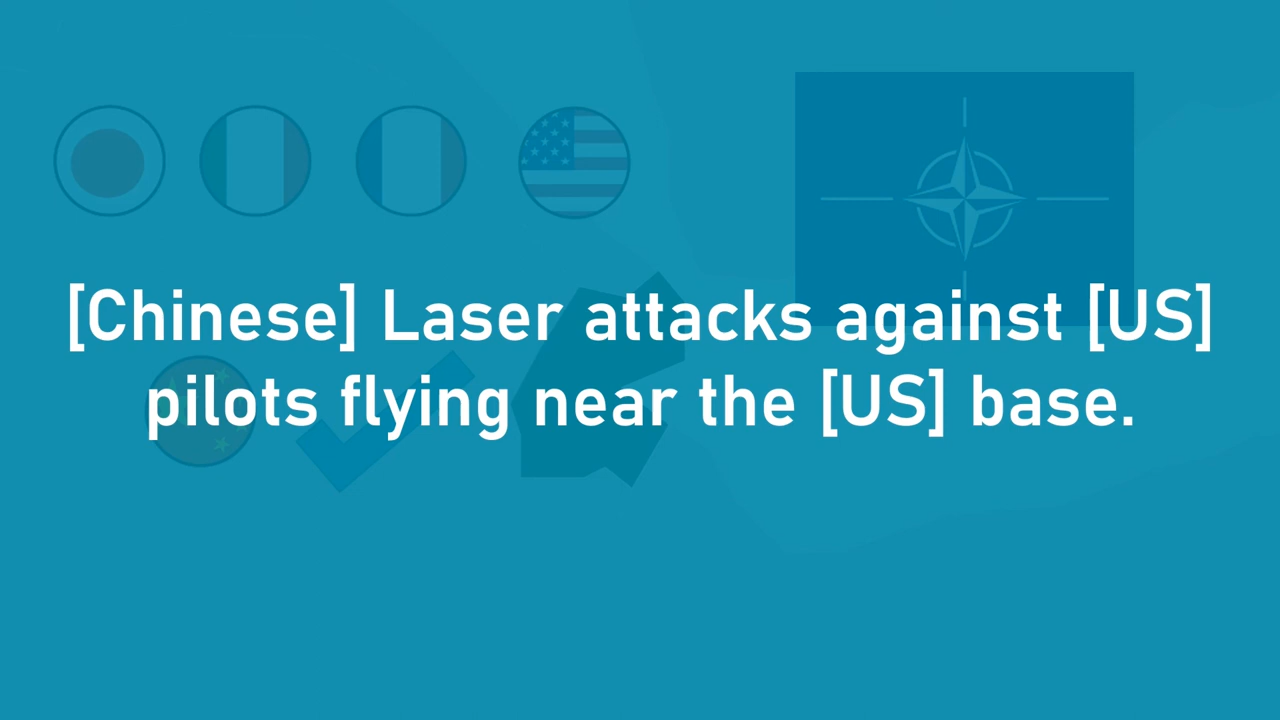 [Chinese] Laser attacks against [US]
pilots flying near the [US] base.